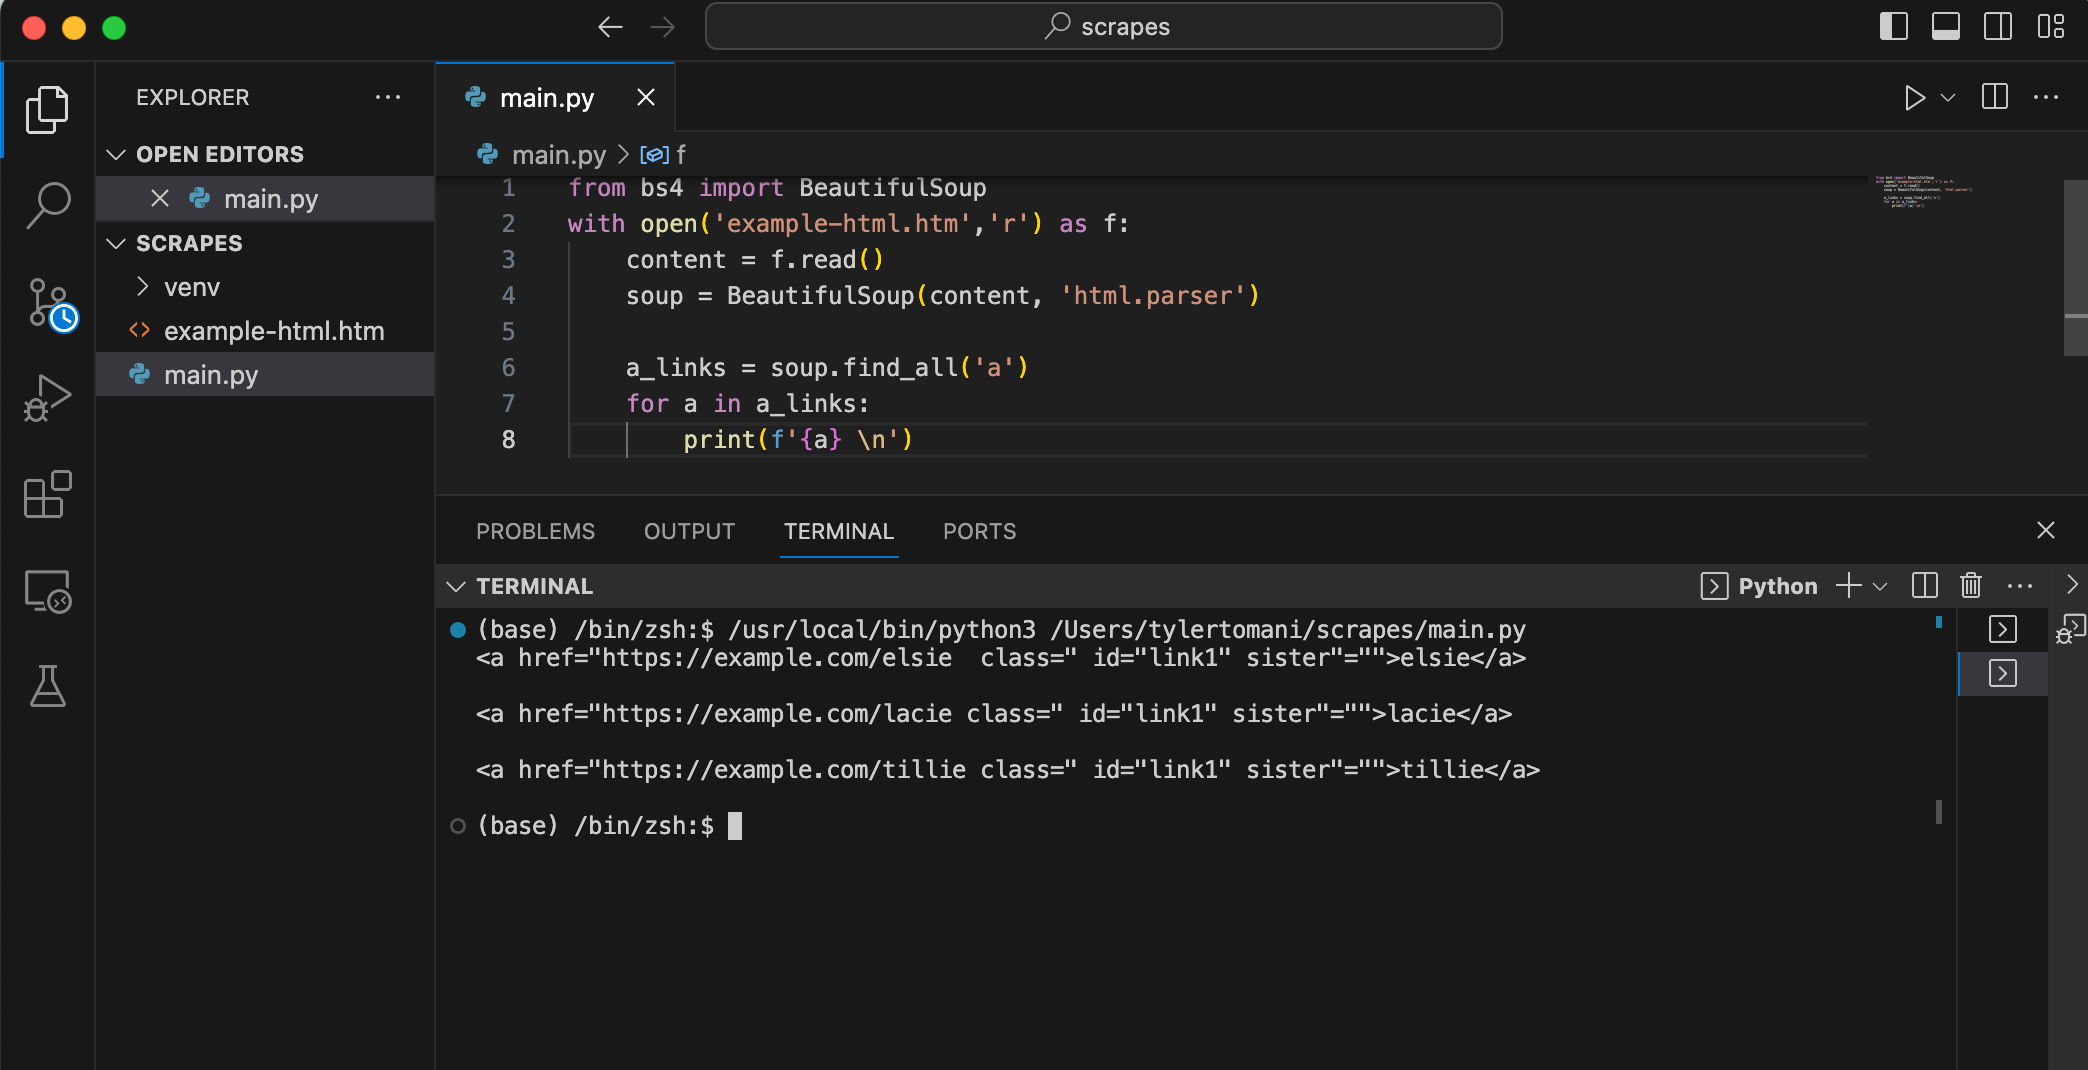 scrapes
EXPLORER
OPEN EDITORS
main.py
SCRAPES
venv
example-html.htm
main.py
main.py
main.py f
1 from bs4 import BeautifulSoup
2 with open('example-html.htm','r') as f:
3 content = f.read()
4 soup = BeautifulSoup(content, 'html.parser')
5
6 a_links = soup.find_all('a')
7 for a in a_links:
8 print(f'{a} \n')
PROBLEMS OUTPUT TERMINAL PORTS
TERMINAL
Python
(base) /bin/zsh:$ /usr/local/bin/python3 /Users/tylertomani/scrapes/main.py
<a href="https://example.com/elsie  class=" id="link1" sister"="">elsie</a>
<a href="https://example.com/lacie class=" id="link1" sister"="">lacie</a>
<a href="https://example.com/tillie class=" id="link1" sister"="">tillie</a>
(base) /bin/zsh:$